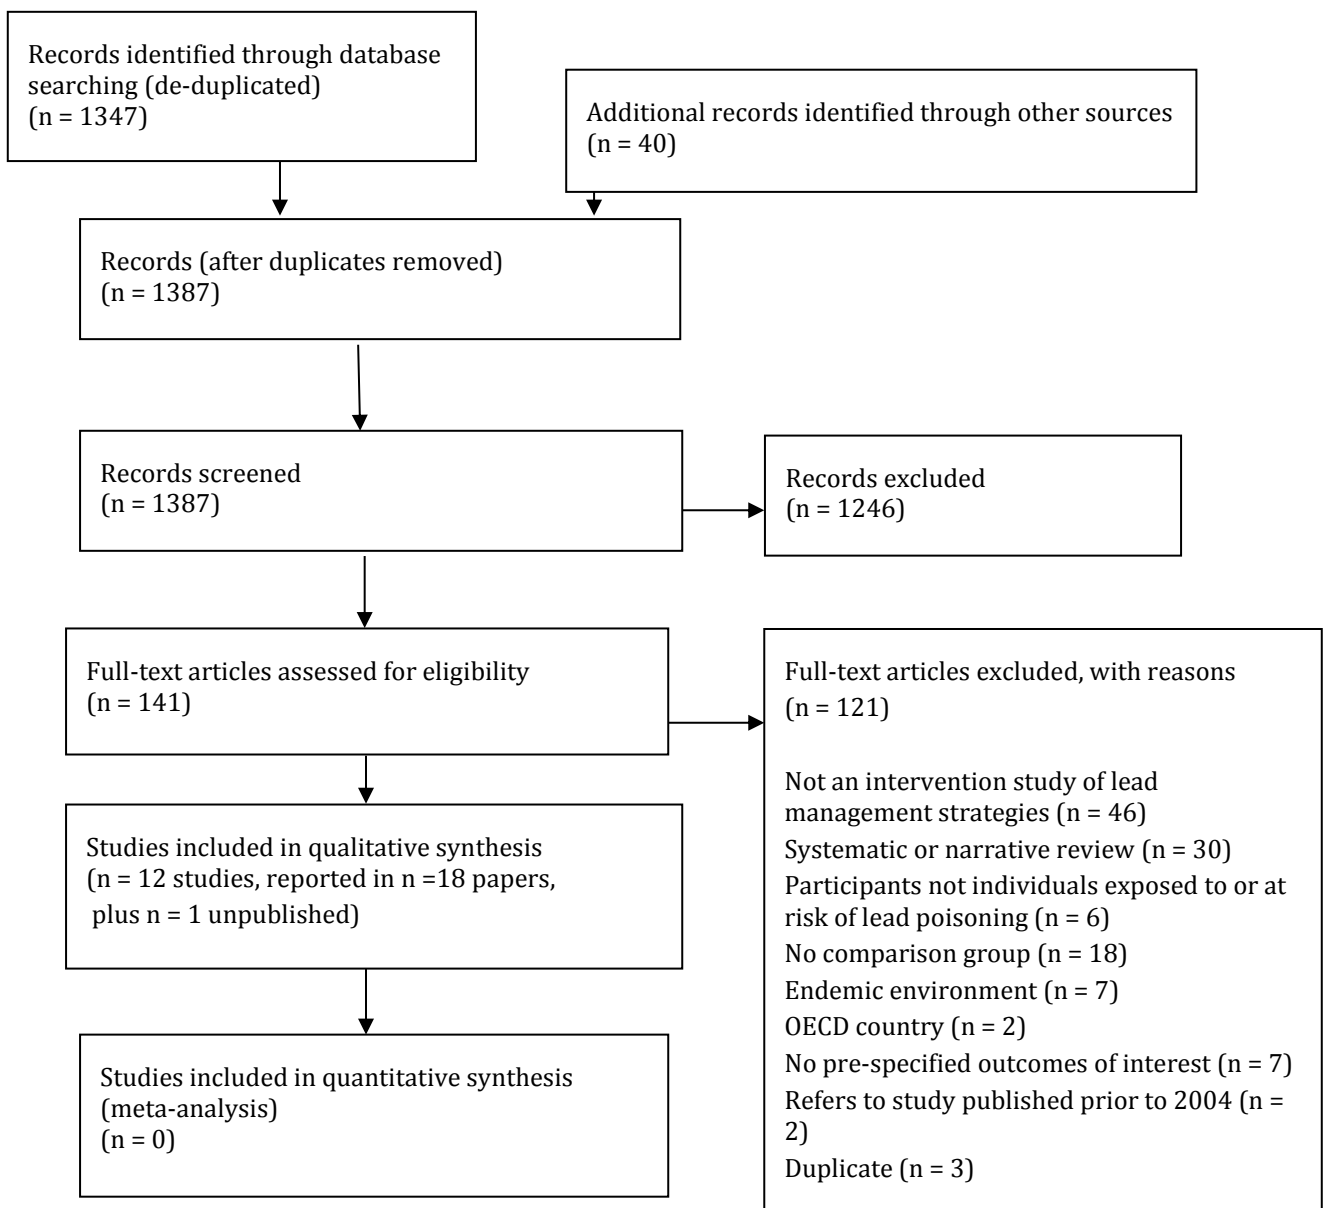 Records identified through database
searching (de-duplicated)
(n = 1347)
Additional records identified through other sources
(n = 40)
Records (after duplicates removed)
(n = 1387)
Records screened
(n = 1387)
Records excluded
(n = 1246)
Full-text articles assessed for eligibility
(n = 141)
Full-text articles excluded, with reasons
(n = 121)
Not an intervention study of lead
management strategies (n = 46)
Systematic or narrative review (n = 30)
Participants not individuals exposed to or at
risk of lead poisoning (n = 6)
No comparison group (n = 18)
Endemic environment (n = 7)
OECD country (n = 2)
No pre-specified outcomes of interest (n = 7)
Refers to study published prior to 2004 (n =
2)
Duplicate (n = 3)
Studies included in qualitative synthesis
(n = 12 studies, reported in n =18 papers,
plus n = 1 unpublished)
Studies included in quantitative synthesis
(meta-analysis)
(n = 0)